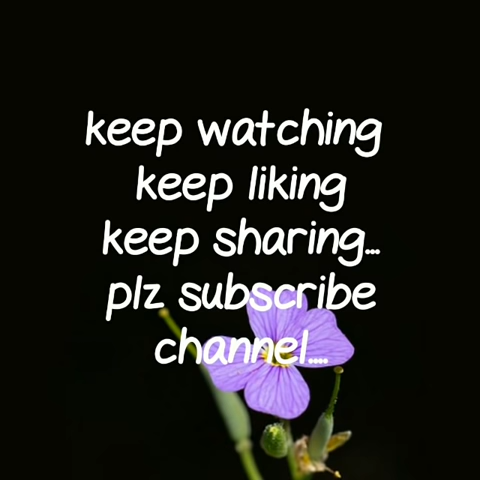 keep watching
keep liking
keep sharing...
plz subscribe
channel....